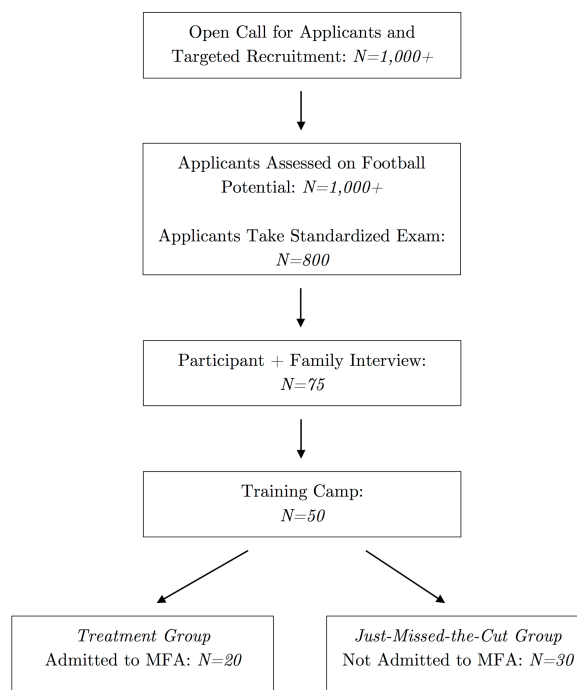 Open Call for Applicants and
Targeted Recruitment: N=1,000+
Applicants Assessed on Football
Potential: N=1,000+
Applicants Take Standardized Exam:
N=800
Participant + Family Interview:
N=75
Training Camp:
N=50
Treatment Group
Admitted to MFA: N=20
Just-Missed-the-Cut Group
Not Admitted to MFA: N=30